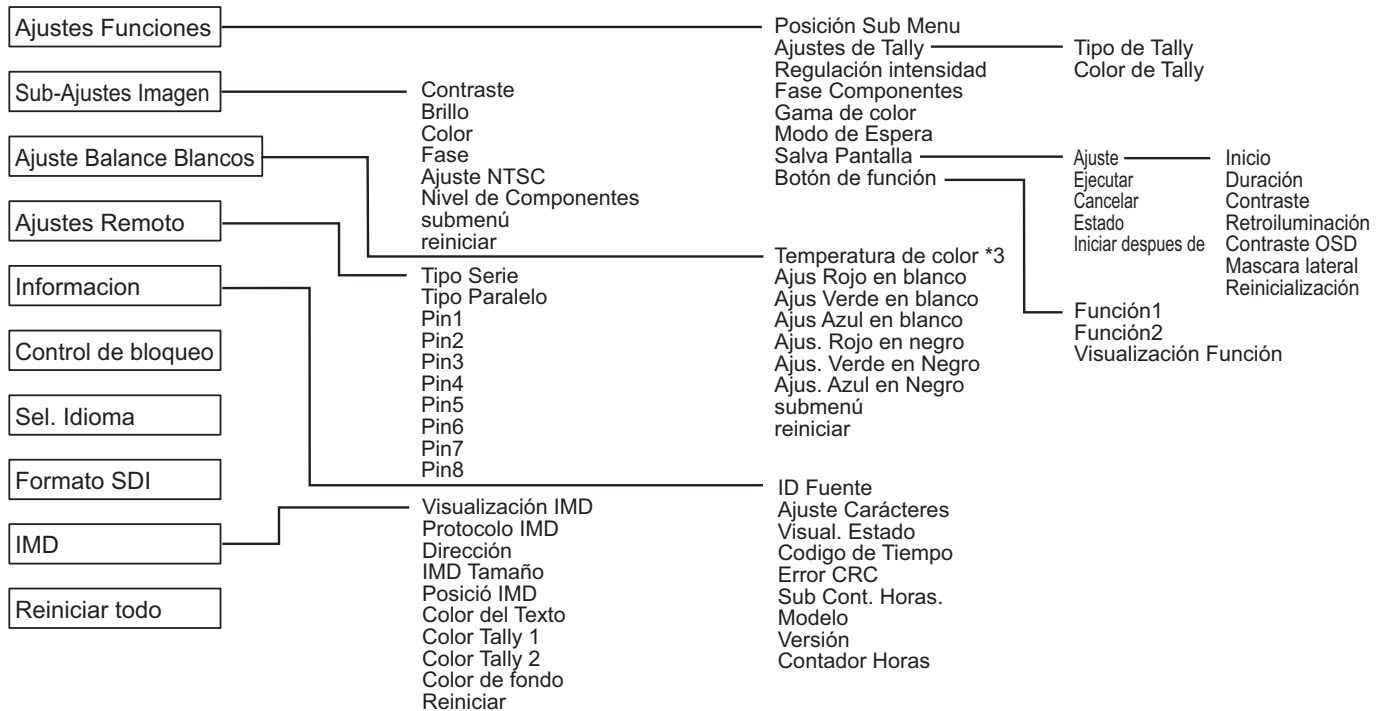 Ajustes Funciones
Sub-Ajustes Imagen
Ajuste Balance Blancos
Ajustes Remoto
Informacion
Control de bloqueo
Sel. Idioma
Formato SDI
IMD
Reiniciar todo
Contraste
Brillo
Color
Fase
Ajuste NTSC
Nivel de Componentes
submenú
reiniciar
Tipo Serie
Tipo Paralelo
Pin1
Pin2
Pin3
Pin4
Pin5
Pin6
Pin7
Pin8
Visualización IMD
Protocolo IMD
Dirección
IMD Tamaño
Posició IMD
Color del Texto
Color Tally 1
Color Tally 2
Color de fondo
Reiniciar
Posición Sub Menu
Ajustes de Tally
Regulación intensidad
Fase Componentes
Gama de color
Modo de Espera
Salva Pantalla
Botón de función
Temperatura de color *3
Ajus Rojo en blanco
Ajus Verde en blanco
Ajus Azul en blanco
Ajus. Rojo en negro
Ajus. Verde en Negro
Ajus. Azul en Negro
submenú
reiniciar
ID Fuente
Ajuste Carácteres
Visual. Estado
Codigo de Tiempo
Error CRC
Sub Cont. Horas.
Modelo
Versión
Contador Horas
Tipo de Tally
Color de Tally
Ajuste
Ejecutar
Cancelar
Estado
Iniciar despues de
Función1
Función2
Visualización Función
Inicio
Duración
Contraste
Retroiluminación
Contraste OSD
Mascara lateral
Reinicialización